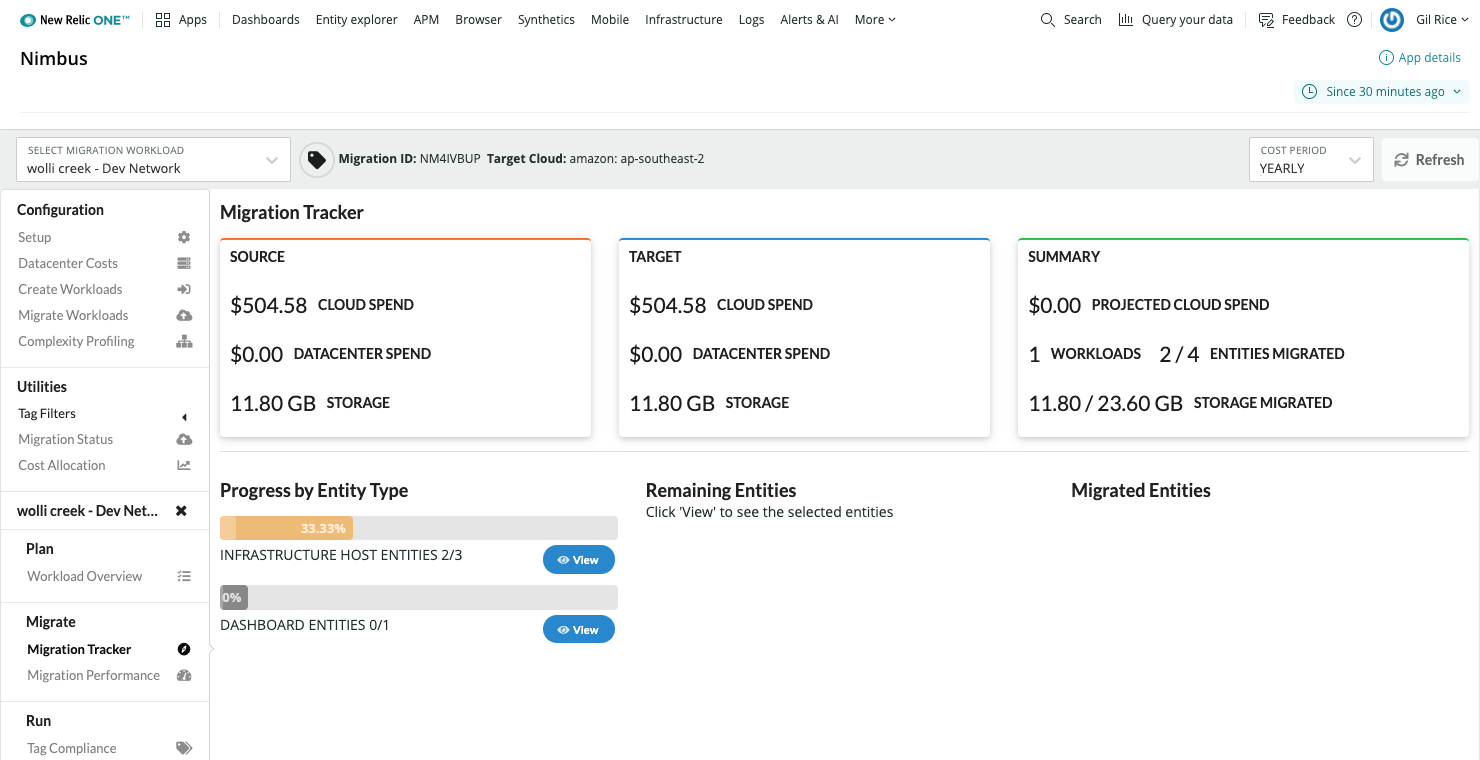 New Relic ONE™ Apps Dashboards Entity explorer APM Browser Synthetics Mobile Infrastructure Logs Alerts & AI More Search Query your data Feedback Gil Rice
Nimbus
App details
Since 30 minutes ago
SELECT MIGRATION WORKLOAD
wolli creek - Dev Network
Migration ID: NM4IVBUP Target Cloud: amazon: ap-southeast-2
COST PERIOD
YEARLY
Refresh
Configuration
Setup
Datacenter Costs
Create Workloads
Migrate Workloads
Complexity Profiling
Utilities
Tag Filters
Migration Status
Cost Allocation
wolli creek - Dev Net...
Plan
Workload Overview
Migrate
Migration Tracker
Migration Performance
Run
Tag Compliance
Migration Tracker
SOURCE
$504.58 CLOUD SPEND
$0.00 DATACENTER SPEND
11.80 GB STORAGE
TARGET
$504.58 CLOUD SPEND
$0.00 DATACENTER SPEND
11.80 GB STORAGE
SUMMARY
$0.00 PROJECTED CLOUD SPEND
1 WORKLOADS 2 / 4 ENTITIES MIGRATED
11.80 / 23.60 GB STORAGE MIGRATED
Progress by Entity Type
33.33%
INFRASTRUCTURE HOST ENTITIES 2/3
View
0%
DASHBOARD ENTITIES 0/1
View
Remaining Entities
Click 'View' to see the selected entities
Migrated Entities